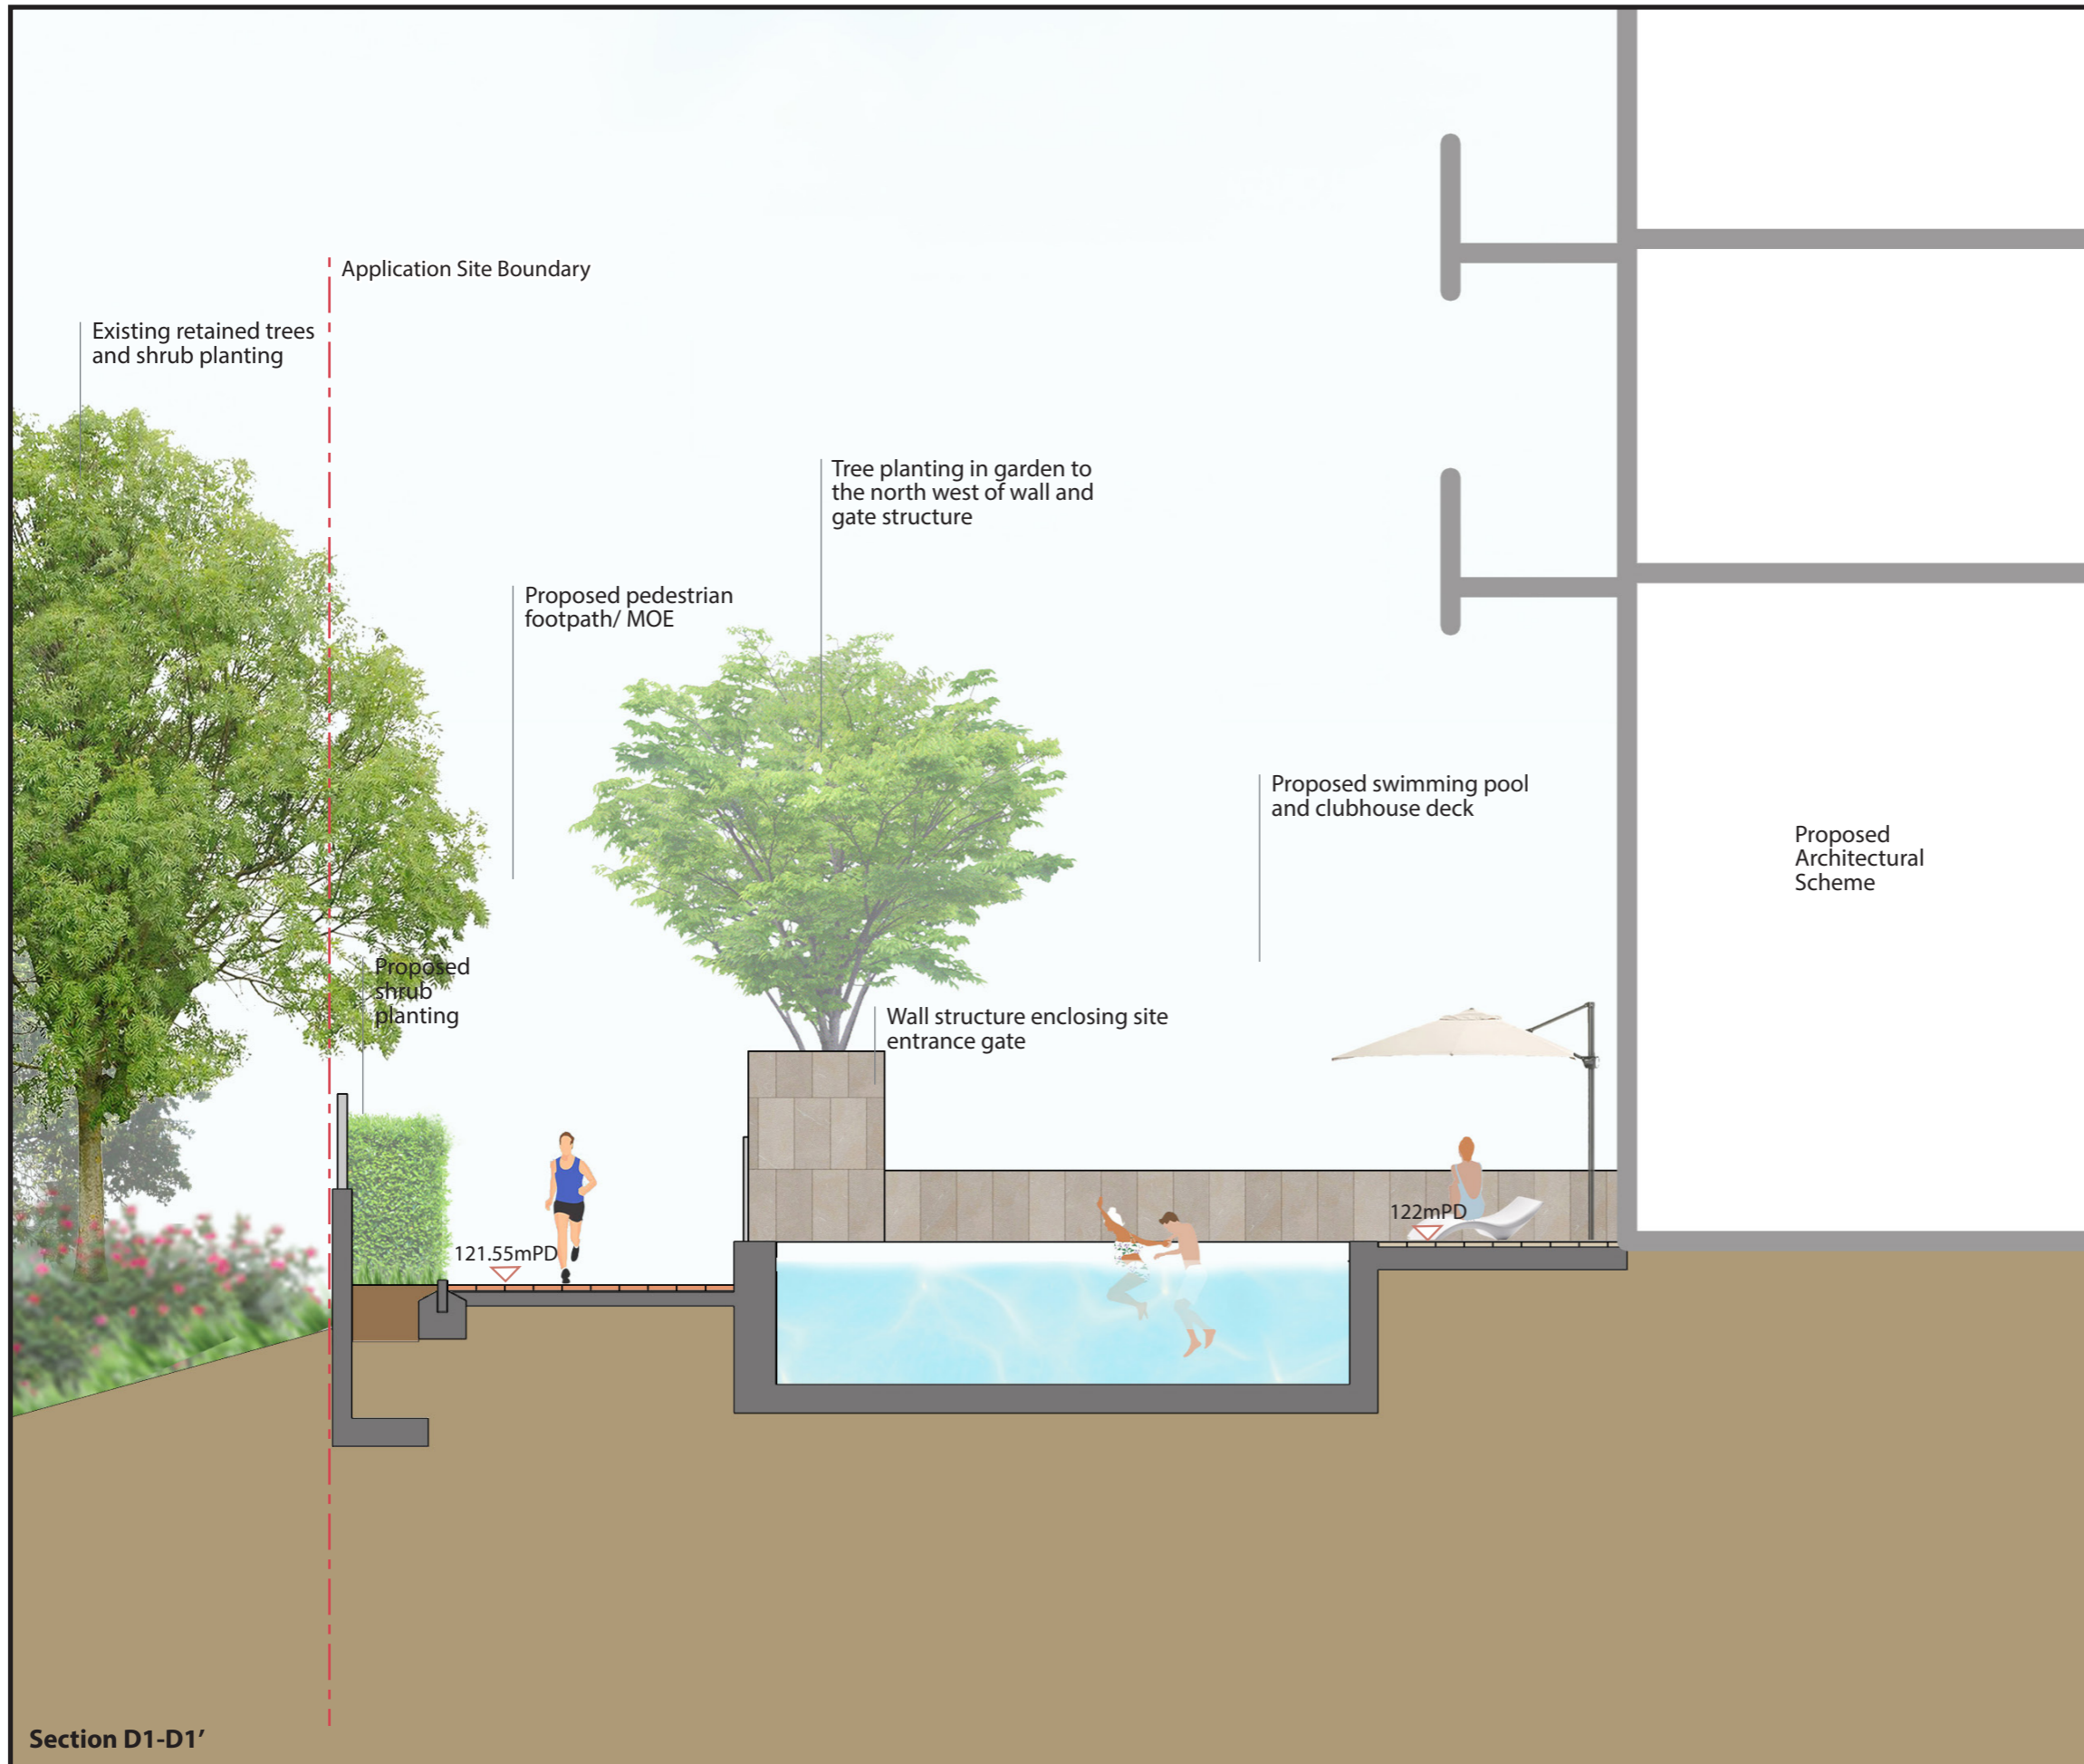 Application Site Boundary
Existing retained trees
and shrub planting
Tree planting in garden to
the north west of wall and
gate structure
Proposed pedestrian
footpath/ MOE
Proposed swimming pool
and clubhouse deck
Proposed
Architectural
Scheme
Proposed
shrub
planting
Wall structure enclosing site
entrance gate
122mPD
121.55mPD
Section D1-D1’